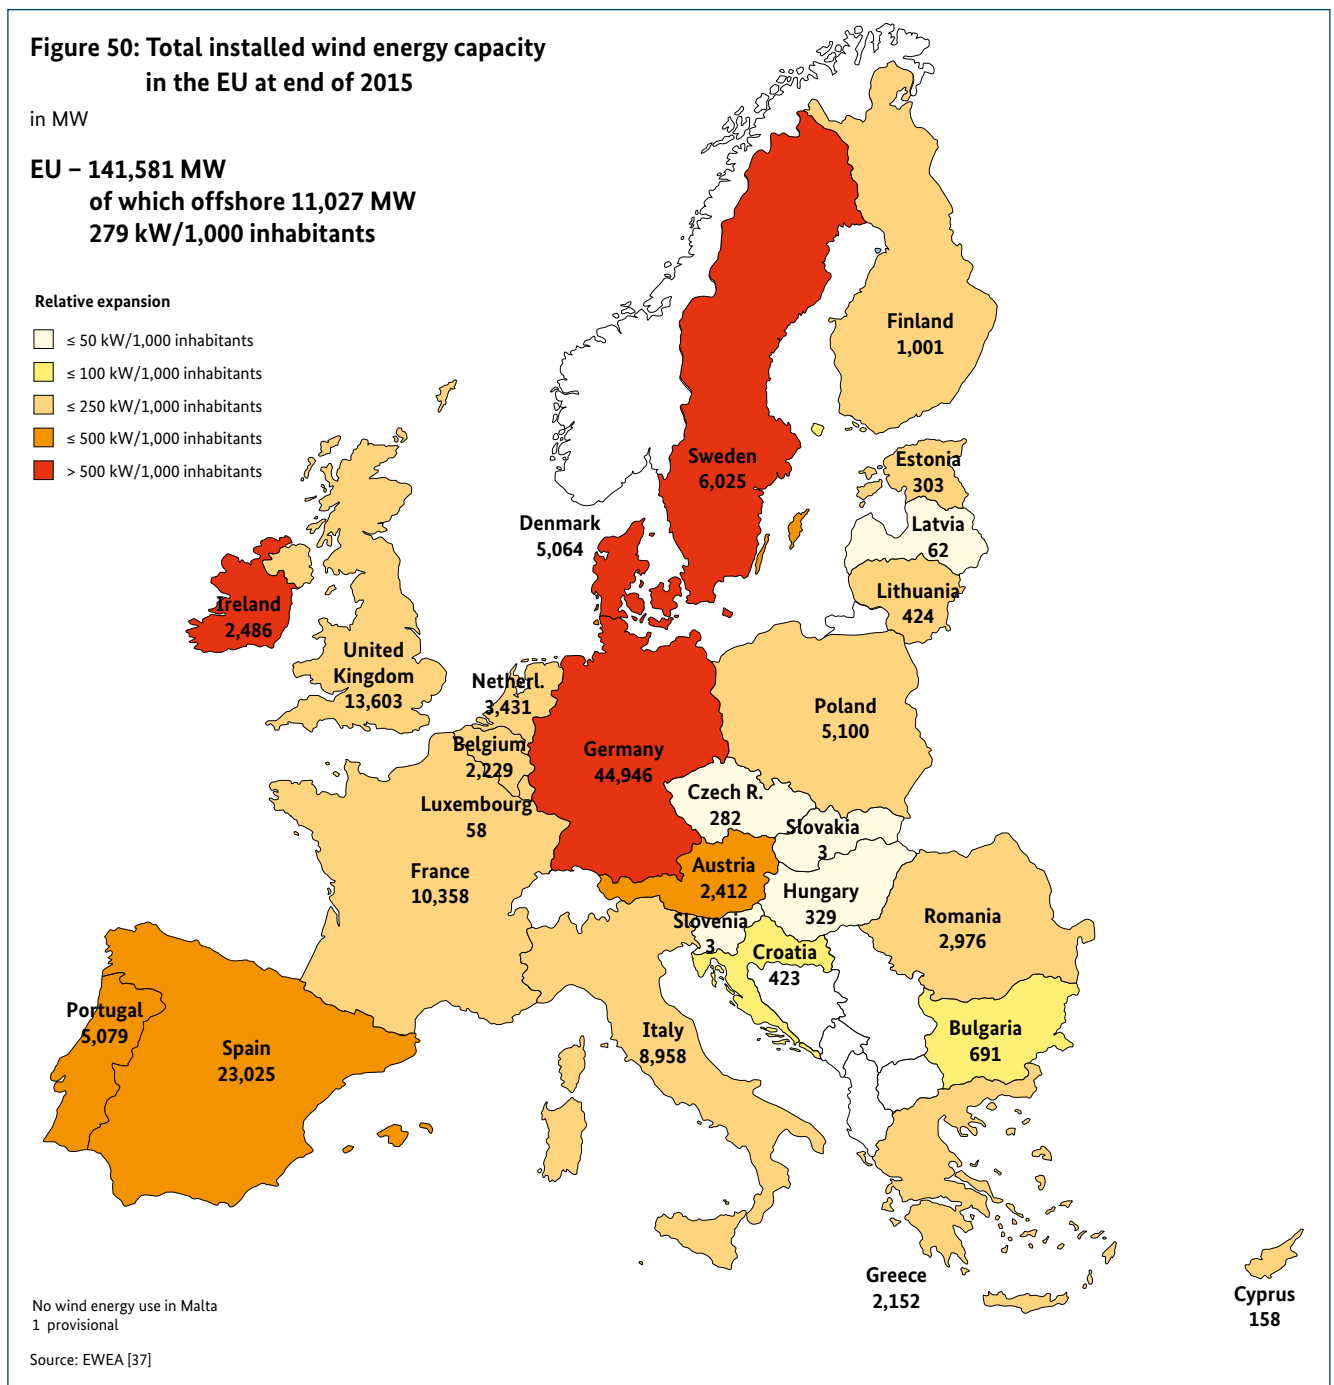 Figure 50: Total installed wind energy capacity
in the EU at end of 2015
in MW
EU – 141,581 MW
of which offshore 11,027 MW
279 kW/1,000 inhabitants
Relative expansion
≤ 50 kW/1,000 inhabitants
≤ 100 kW/1,000 inhabitants
≤ 250 kW/1,000 inhabitants
≤ 500 kW/1,000 inhabitants
> 500 kW/1,000 inhabitants
Finland
1,001
Sweden
6,025
Estonia
303
Latvia
62
Lithuania
424
Denmark
5,064
Ireland
2,486
United
Kingdom
13,603
Netherl.
3,431
Belgium
2,229
Luxembourg
58
Germany
44,946
Poland
5,100
Czech R.
282
Slovakia
3
Austria
2,412
Hungary
329
France
10,358
Slovenia
3
Croatia
423
Romania
2,976
Bulgaria
691
Portugal
5,079
Spain
23,025
Italy
8,958
Greece
2,152
Cyprus
158
No wind energy use in Malta
1 provisional
Source: EWEA [37]